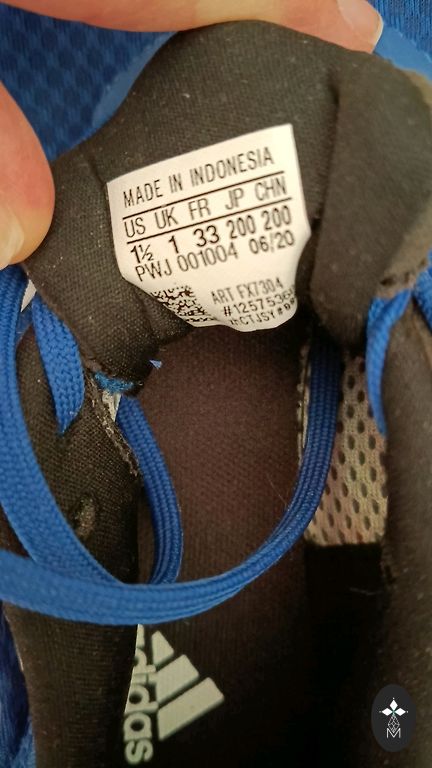 MADE IN INDONESIA
US UK FR JP CHN
1½ 1 33 200 200
PWJ 001004 06/20
ART FX7304
adidas